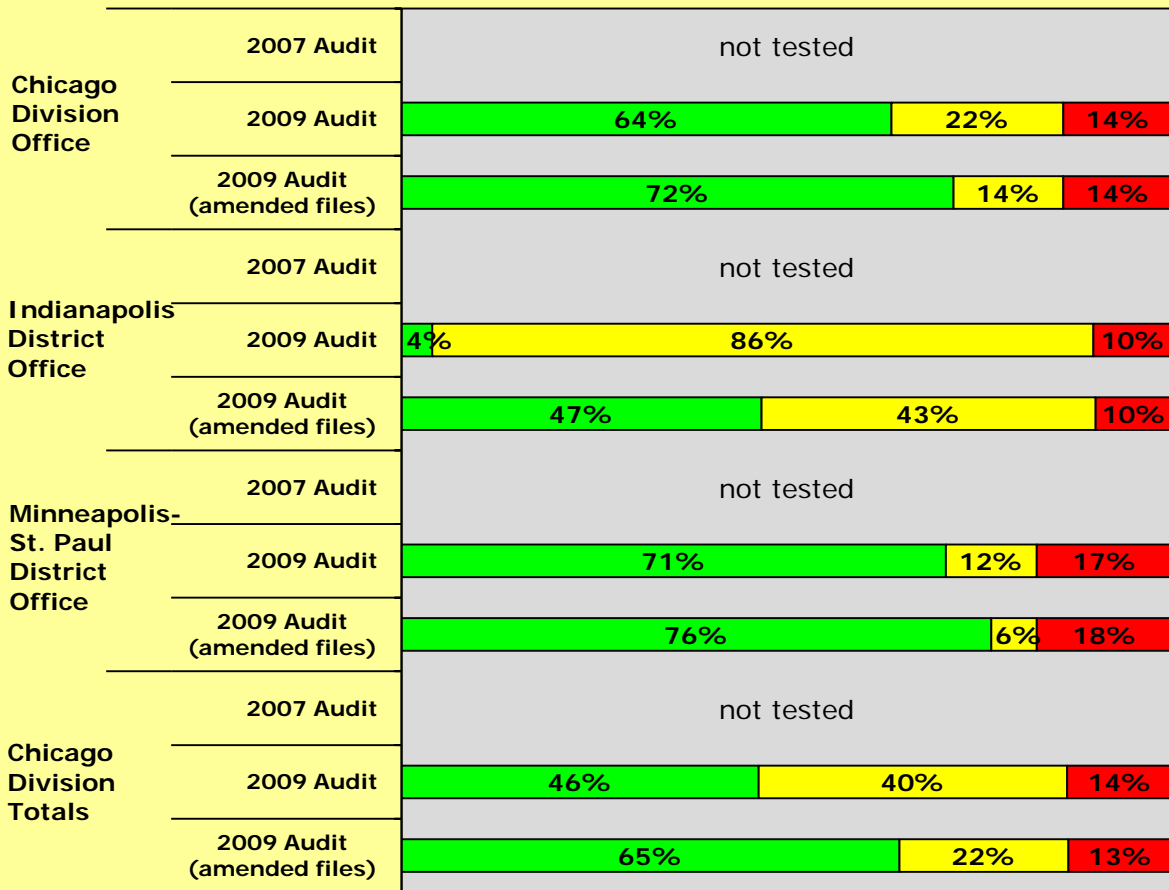 Chicago
Division
Office
2007 Audit
not tested
2009 Audit
64% 22% 14%
2009 Audit
(amended files)
72% 14% 14%
Indianapolis
District
Office
2007 Audit
not tested
2009 Audit
4% 86% 10%
2009 Audit
(amended files)
47% 43% 10%
Minneapolis-
St. Paul
District
Office
2007 Audit
not tested
2009 Audit
71% 12% 17%
2009 Audit
(amended files)
76% 6% 18%
Chicago
Division
Totals
2007 Audit
not tested
2009 Audit
46% 40% 14%
2009 Audit
(amended files)
65% 22% 13%